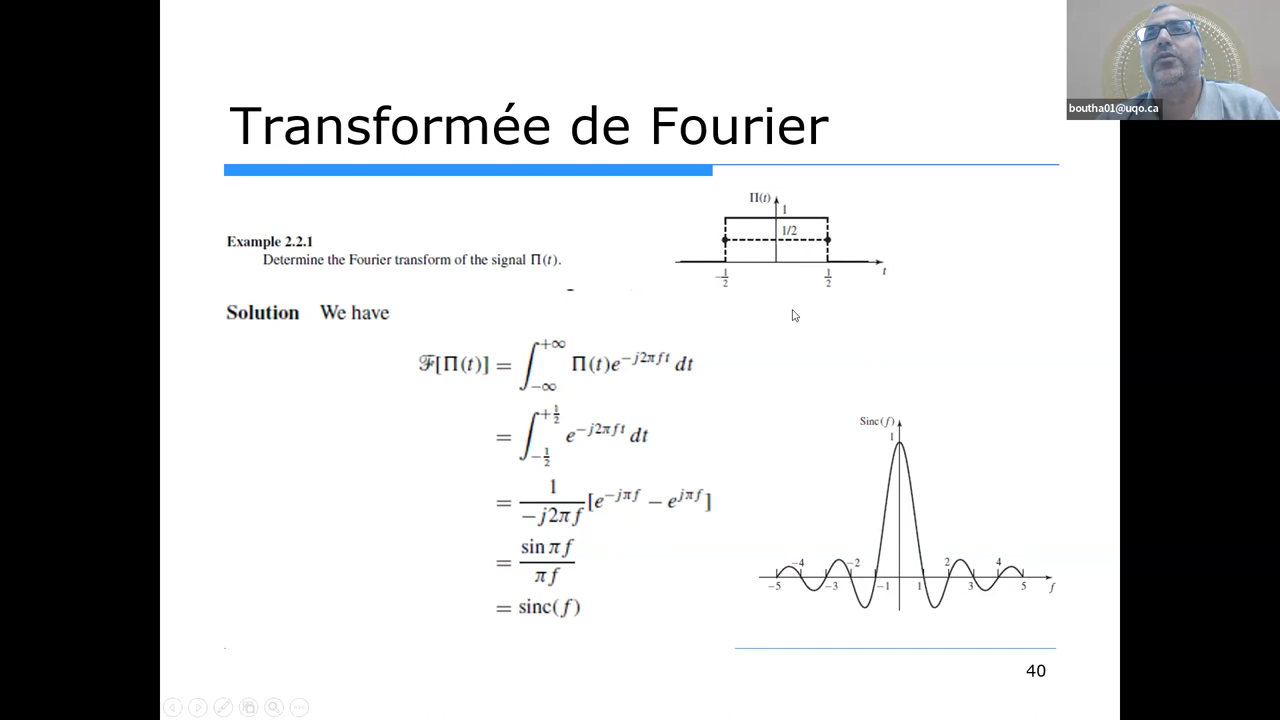 boutha01@uqo.ca
Transformée de Fourier
Π(t)
1
1/2
-1/2
1/2
t
Example 2.2.1
Determine the Fourier transform of the signal Π(t).
Solution We have
ℱ[Π(t)] = ∫_{-∞}^{+∞} Π(t)e^{-j2πft} dt
= ∫_{-1/2}^{+1/2} e^{-j2πft} dt
= 1/(-j2πf) [e^{-jπf} − e^{jπf}]
= sin πf / πf
= sinc(f)
Sinc(f)
1
-4 -2 2 4
-5 -3 -1 1 3 5 f
40